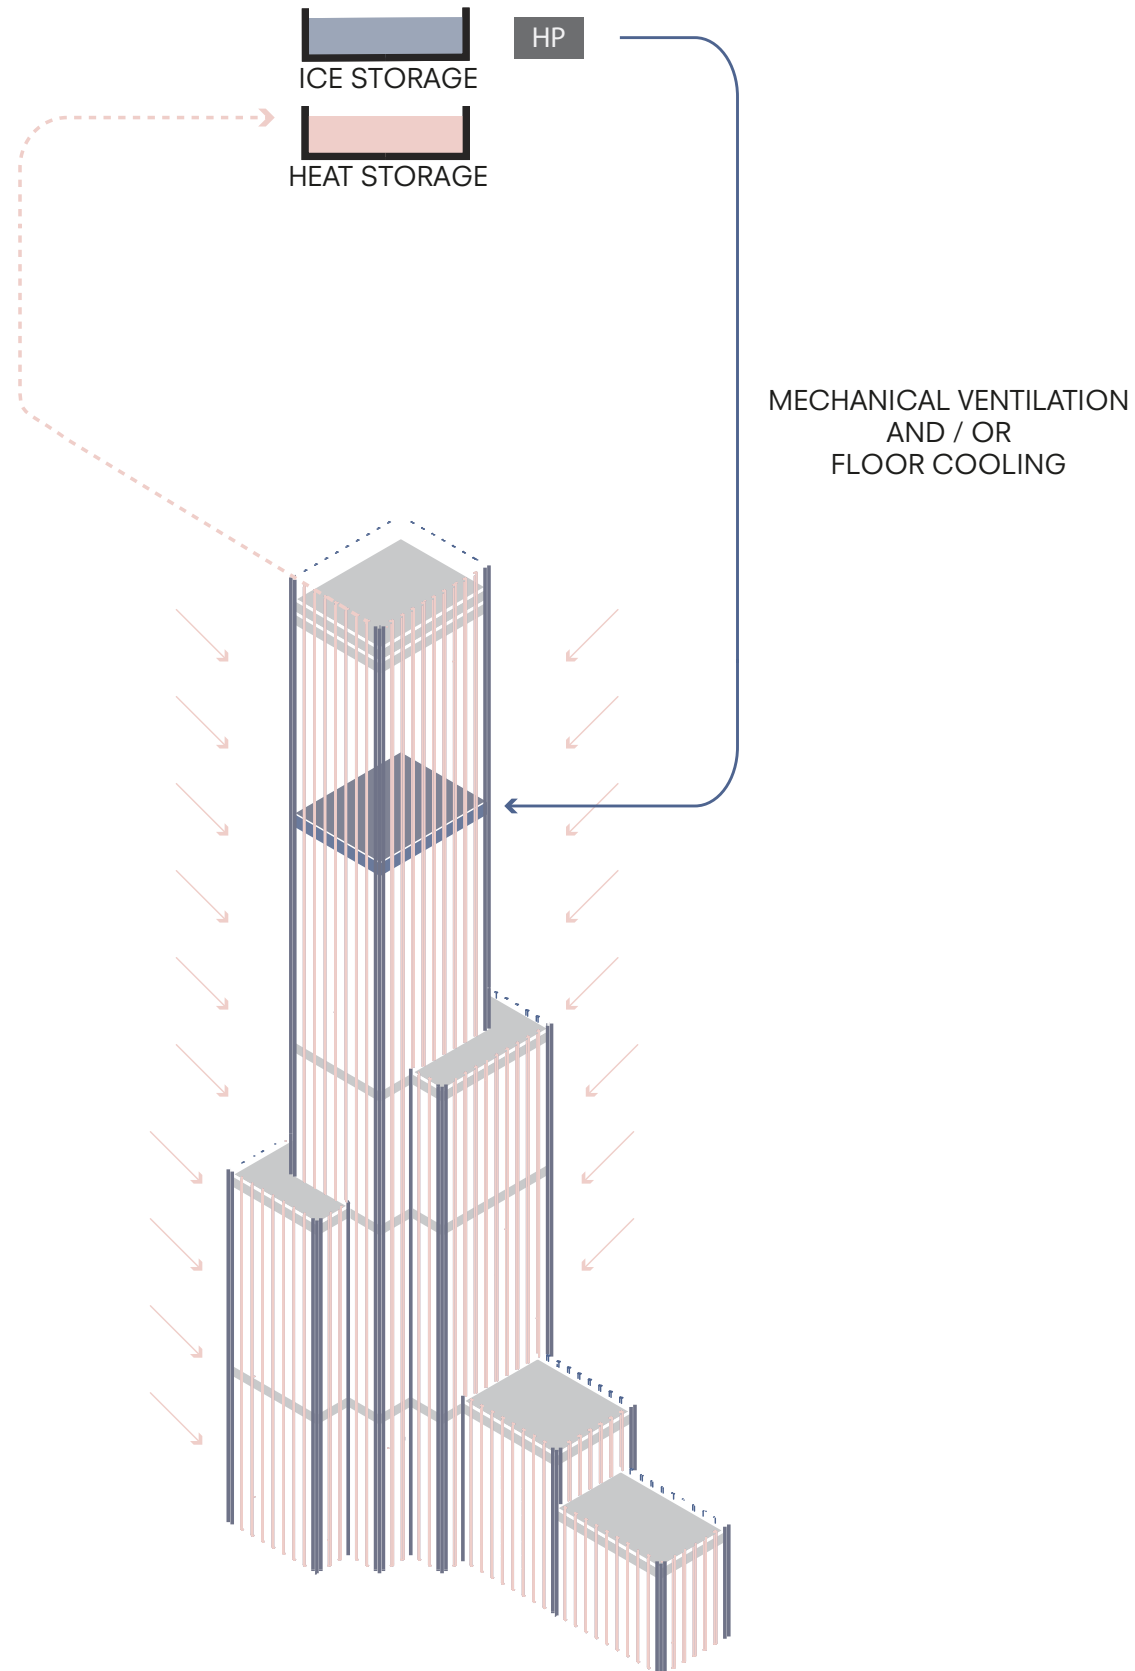 HP
ICE STORAGE
HEAT STORAGE
MECHANICAL VENTILATION
AND / OR
FLOOR COOLING